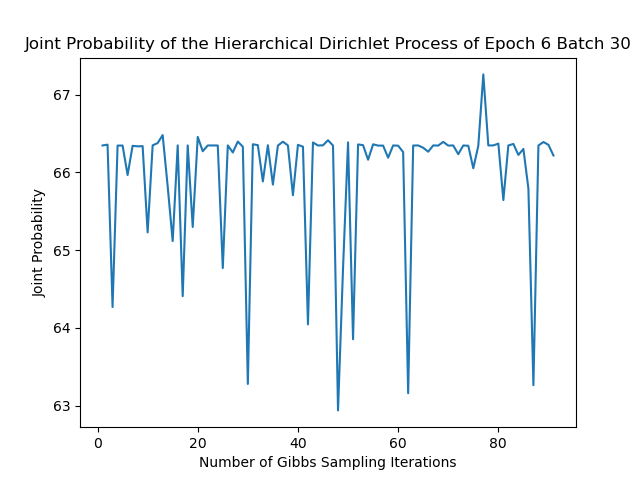 Joint Probability of the Hierarchical Dirichlet Process of Epoch 6 Batch 30
67
66
65
64
63
Joint Probability
0 20 40 60 80
Number of Gibbs Sampling Iterations